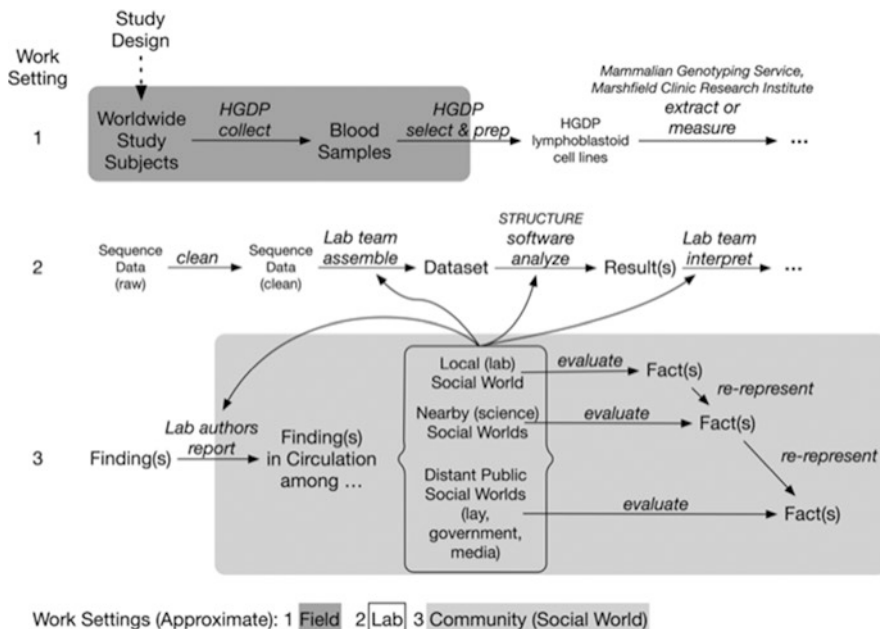 Study
Design
Work
Setting
1
Worldwide
Study
Subjects
HGDP
collect
Blood
Samples
HGDP
select & prep
HGDP
lymphoblastoid
cell lines
Mammalian Genotyping Service,
Marshfield Clinic Research Institute
extract or
measure
...
2
Sequence
Data
(raw)
clean
Sequence
Data
(clean)
Lab team
assemble
Dataset
STRUCTURE
software
analyze
Result(s)
Lab team
interpret
...
3
Finding(s)
Lab authors
report
Finding(s)
in Circulation
among ...
Local (lab)
Social World
evaluate
Fact(s)
re-represent
Nearby (science)
Social Worlds
evaluate
Fact(s)
re-represent
Distant Public
Social Worlds
(lay,
government,
media)
evaluate
Fact(s)
Work Settings (Approximate): 1 Field 2 Lab 3 Community (Social World)